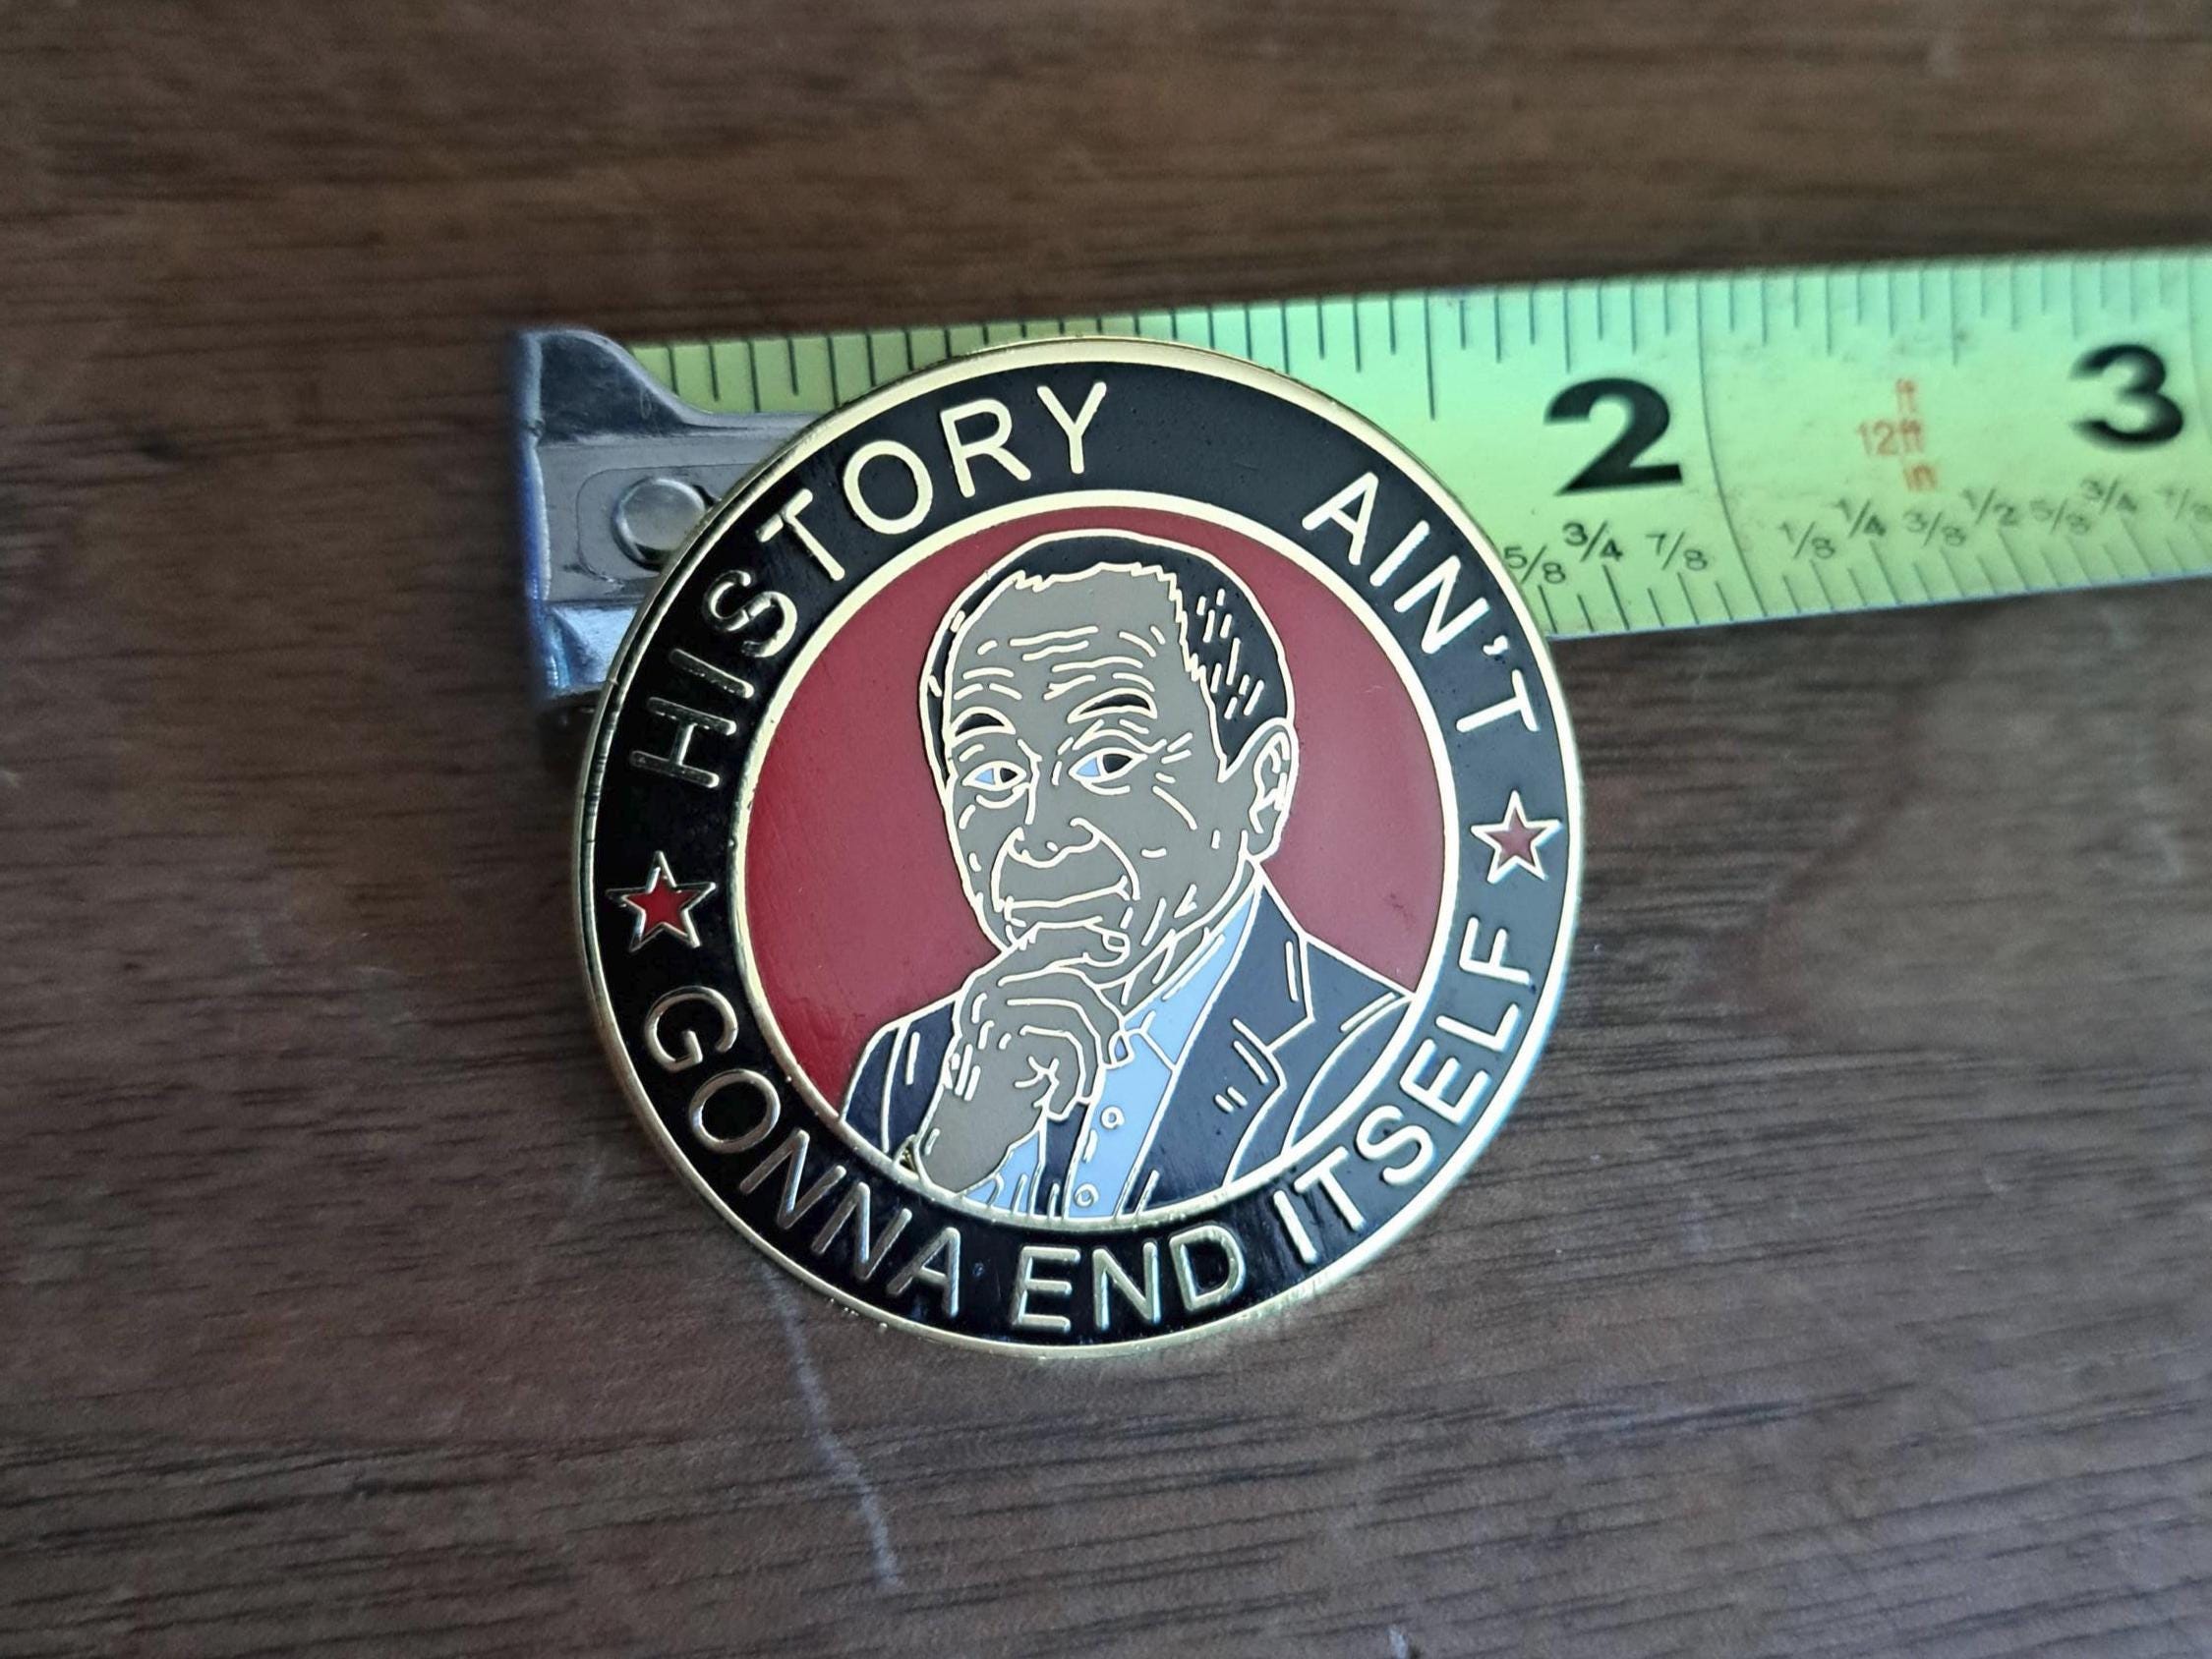 HISTORY AIN'T
GONNA END ITSELF
2
3
ft
12ft
in
5/8 3/4 7/8
1/8 1/4 3/8 1/2 5/8 3/4